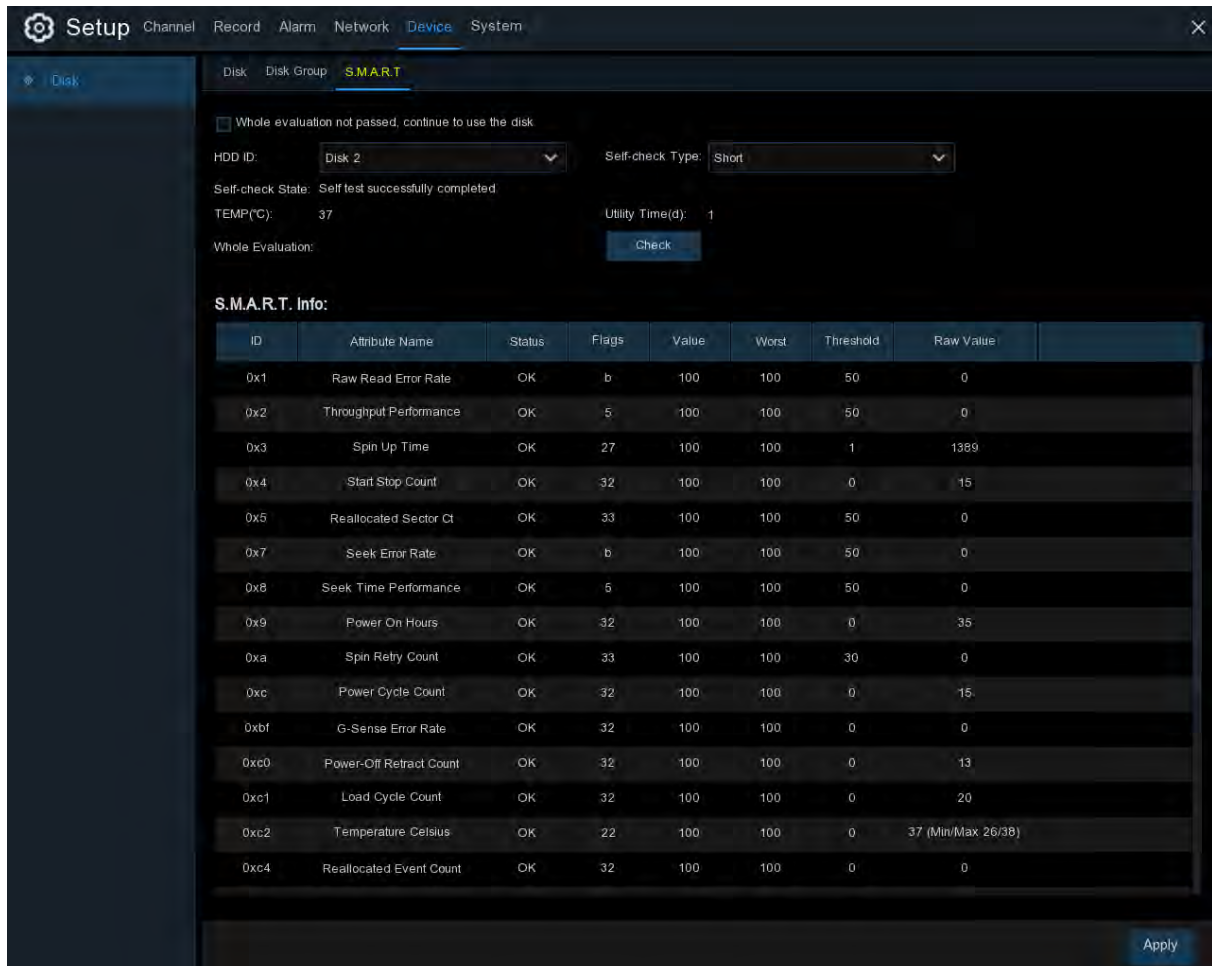 Setup Channel Record Alarm Network Device System
Disk
Disk Disk Group S.M.A.R.T
Whole evaluation not passed, continue to use the disk
HDD ID: Disk 2 Self-check Type: Short
Self-check State: Self test successfully completed
TEMP(℃): 37 Utility Time(d): 1
Whole Evaluation: Check
S.M.A.R.T. Info:
ID Attribute Name Status Flags Value Worst Threshold Raw Value
0x1 Raw Read Error Rate OK b 100 100 50 0
0x2 Throughput Performance OK 5 100 100 50 0
0x3 Spin Up Time OK 27 100 100 1 1389
0x4 Start Stop Count OK 32 100 100 0 15
0x5 Reallocated Sector Ct OK 33 100 100 50 0
0x7 Seek Error Rate OK b 100 100 50 0
0x8 Seek Time Performance OK 5 100 100 50 0
0x9 Power On Hours OK 32 100 100 0 35
0xa Spin Retry Count OK 33 100 100 30 0
0xc Power Cycle Count OK 32 100 100 0 15
0xbf G-Sense Error Rate OK 32 100 100 0 0
0xc0 Power-Off Retract Count OK 32 100 100 0 13
0xc1 Load Cycle Count OK 32 100 100 0 20
0xc2 Temperature Celsius OK 22 100 100 0 37 (Min/Max 26/38)
0xc4 Reallocated Event Count OK 32 100 100 0 0
Apply